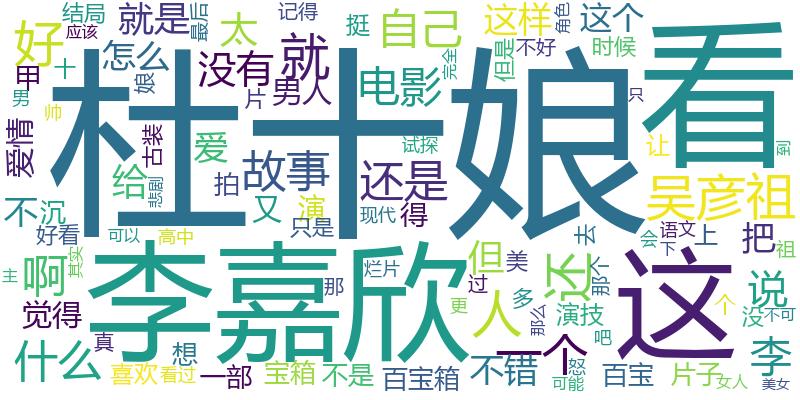 结局 就是 最后 记得 挺 自己 这样 角色 这个
好 应该 怎么 太 没有 就 电影 但是 不好 时候
甲 十 娘 片 男人 完全 看
杜十娘
男 帅 古装 爱 故事 还是 试探 只 让 到
爱情 悲剧 给 拍 又 演 只是 现代 得 吴彦祖
不 沉 好看 可以 高中 去 会 语文 上 把 祖
主 其实 那 烂片 但 美 还 那个 下
李嘉欣
这
啊 觉得 真 想 过 更 多 人 那么 演技 吧 个 没 不可 说
什么 喜欢 看过 一部 宝箱 不是 百宝箱 不错 一个 可能 怒 百宝 片子 女人 李 美女